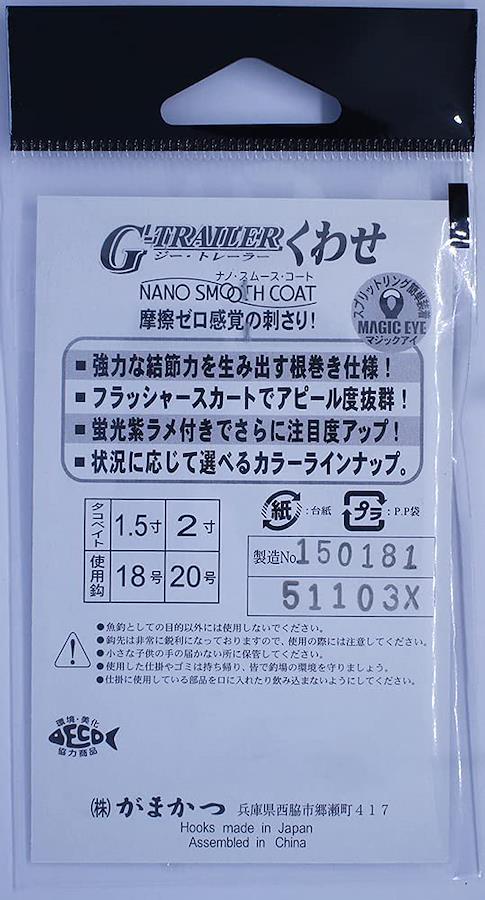 G-TRAILERくわせ
ジー・トレーラー
ナノ・スムース・コート
NANO SMOOTH COAT
摩擦ゼロ感覚の刺さり!
スプリットリング簡単装着
MAGIC EYE
マジックアイ
■ 強力な結節力を生み出す根巻き仕様!
■ フラッシャースカートでアピール度抜群!
■ 蛍光紫ラメ付きでさらに注目度アップ!
■ 状況に応じて選べるカラーラインナップ。
タコベイト 1.5寸 2寸
使用鈎 18号 20号
紙 :台紙 プラ :P.P袋
製造No. 150181
51103X
●魚釣としての目的以外には使用しないでください。
●鈎先は非常に鋭利になっておりますので、使用の際には注意してください。
●小さな子供の手の届かない所に保管してください。
●使用した仕掛やゴミは持ち帰り、皆で釣場の環境を守りましょう。
●仕掛に使用している部品を口に入れたり飲み込まないようにしてください。
環境・美化
AECO
協力商品
(株)がまかつ 兵庫県西脇市郷瀬町417
Hooks made in Japan
Assembled in China